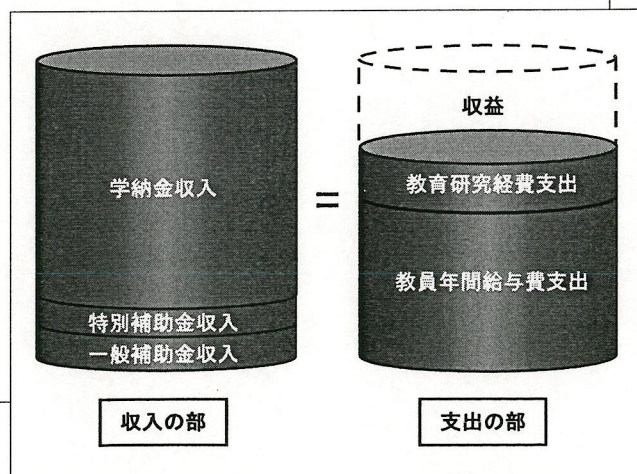 学納金収入
特別補助金収入
一般補助金収入
収入の部
=
収益
教育研究経費支出
教員年間給与費支出
支出の部